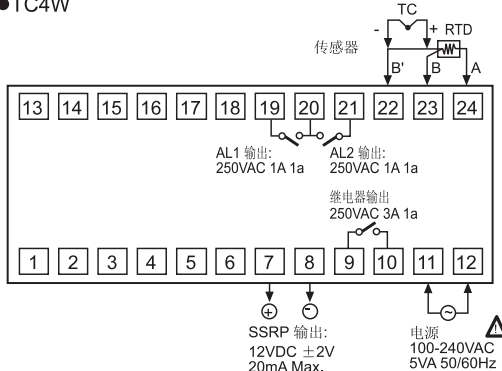 ●TC4W
TC
- + RTD
传感器
B' B A
13 14 15 16 17 18 19 20 21 22 23 24
AL1 输出: AL2 输出:
250VAC 1A 1a 250VAC 1A 1a
继电器输出
250VAC 3A 1a
1 2 3 4 5 6 7 8 9 10 11 12
+ - ~
SSRP 输出: 电源 !
12VDC ±2V 100-240VAC
20mA Max. 5VA 50/60Hz